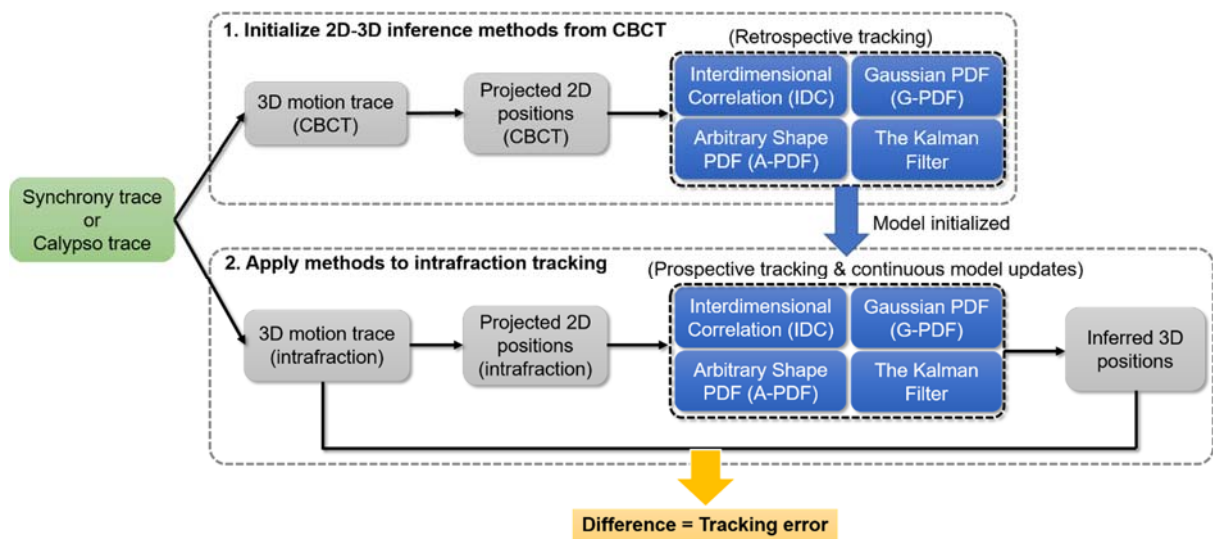 1. Initialize 2D-3D inference methods from CBCT
(Retrospective tracking)
3D motion trace
(CBCT)
Projected 2D
positions
(CBCT)
Interdimensional
Correlation (IDC)
Gaussian PDF
(G-PDF)
Arbitrary Shape
PDF (A-PDF)
The Kalman
Filter
Synchrony trace
or
Calypso trace
Model initialized
2. Apply methods to intrafraction tracking
(Prospective tracking & continuous model updates)
3D motion trace
(intrafraction)
Projected 2D
positions
(intrafraction)
Interdimensional
Correlation (IDC)
Gaussian PDF
(G-PDF)
Arbitrary Shape
PDF (A-PDF)
The Kalman
Filter
Inferred 3D
positions
Difference = Tracking error